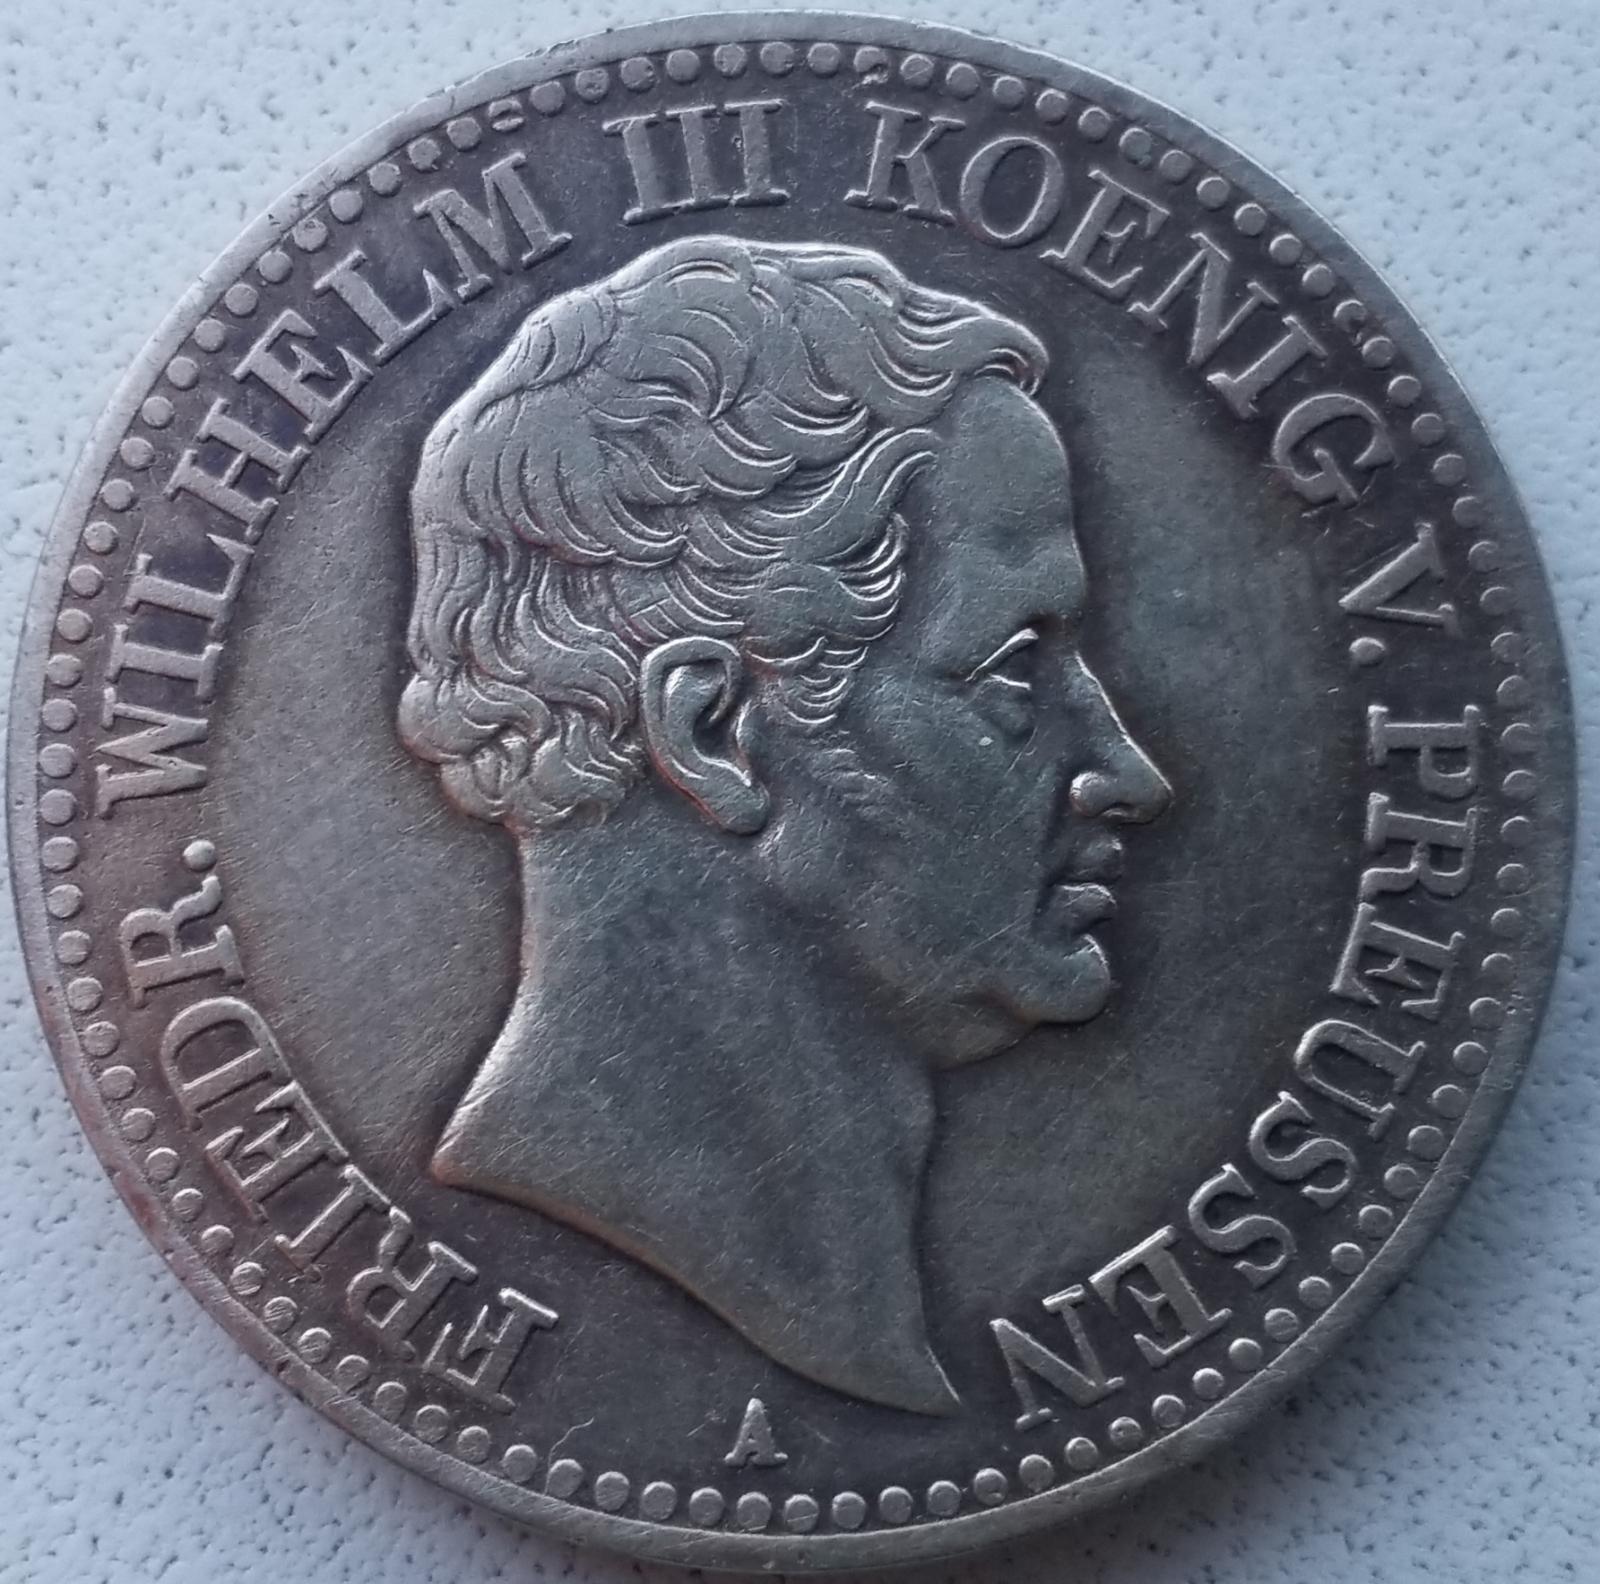 FRIEDR. WILHELM III KOENIG V. PREUSSEN
A